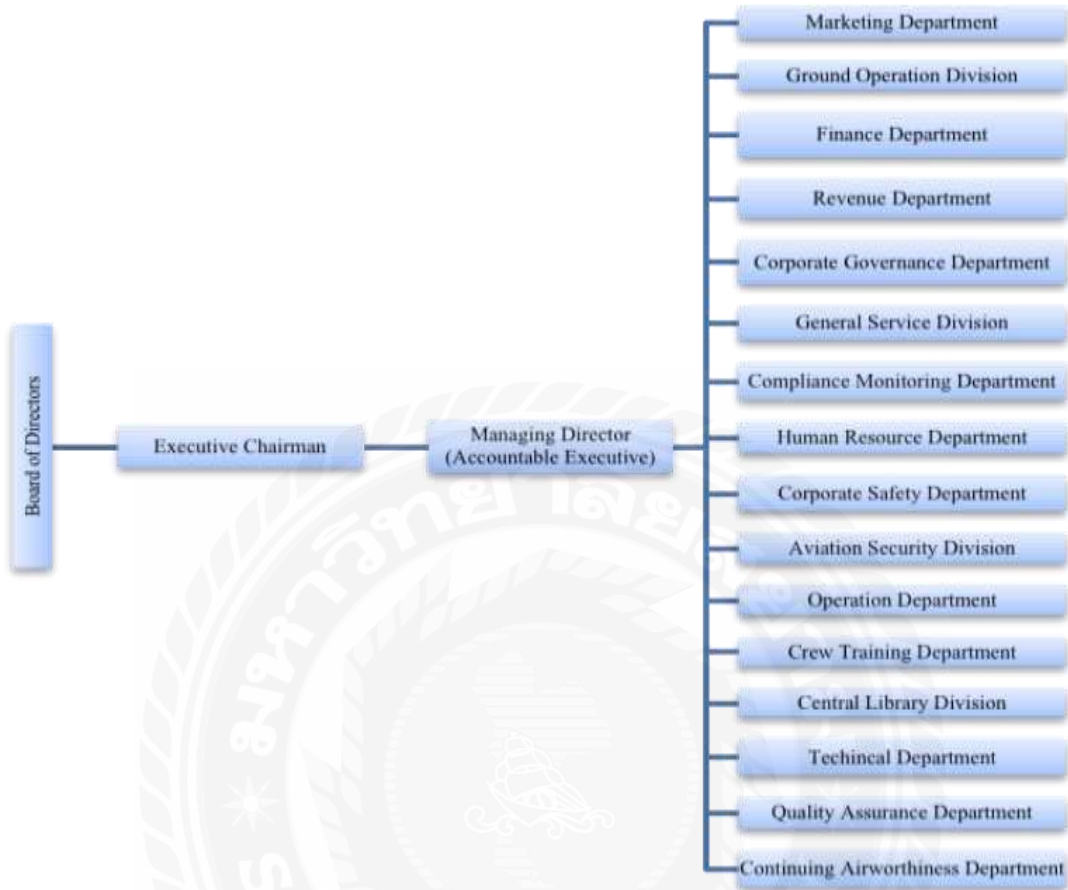 Board of Directors
Executive Chairman
Managing Director
(Accountable Executive)
Marketing Department
Ground Operation Division
Finance Department
Revenue Department
Corporate Governance Department
General Service Division
Compliance Monitoring Department
Human Resource Department
Corporate Safety Department
Aviation Security Division
Operation Department
Crew Training Department
Central Library Division
Techincal Department
Quality Assurance Department
Continuing Airworthiness Department